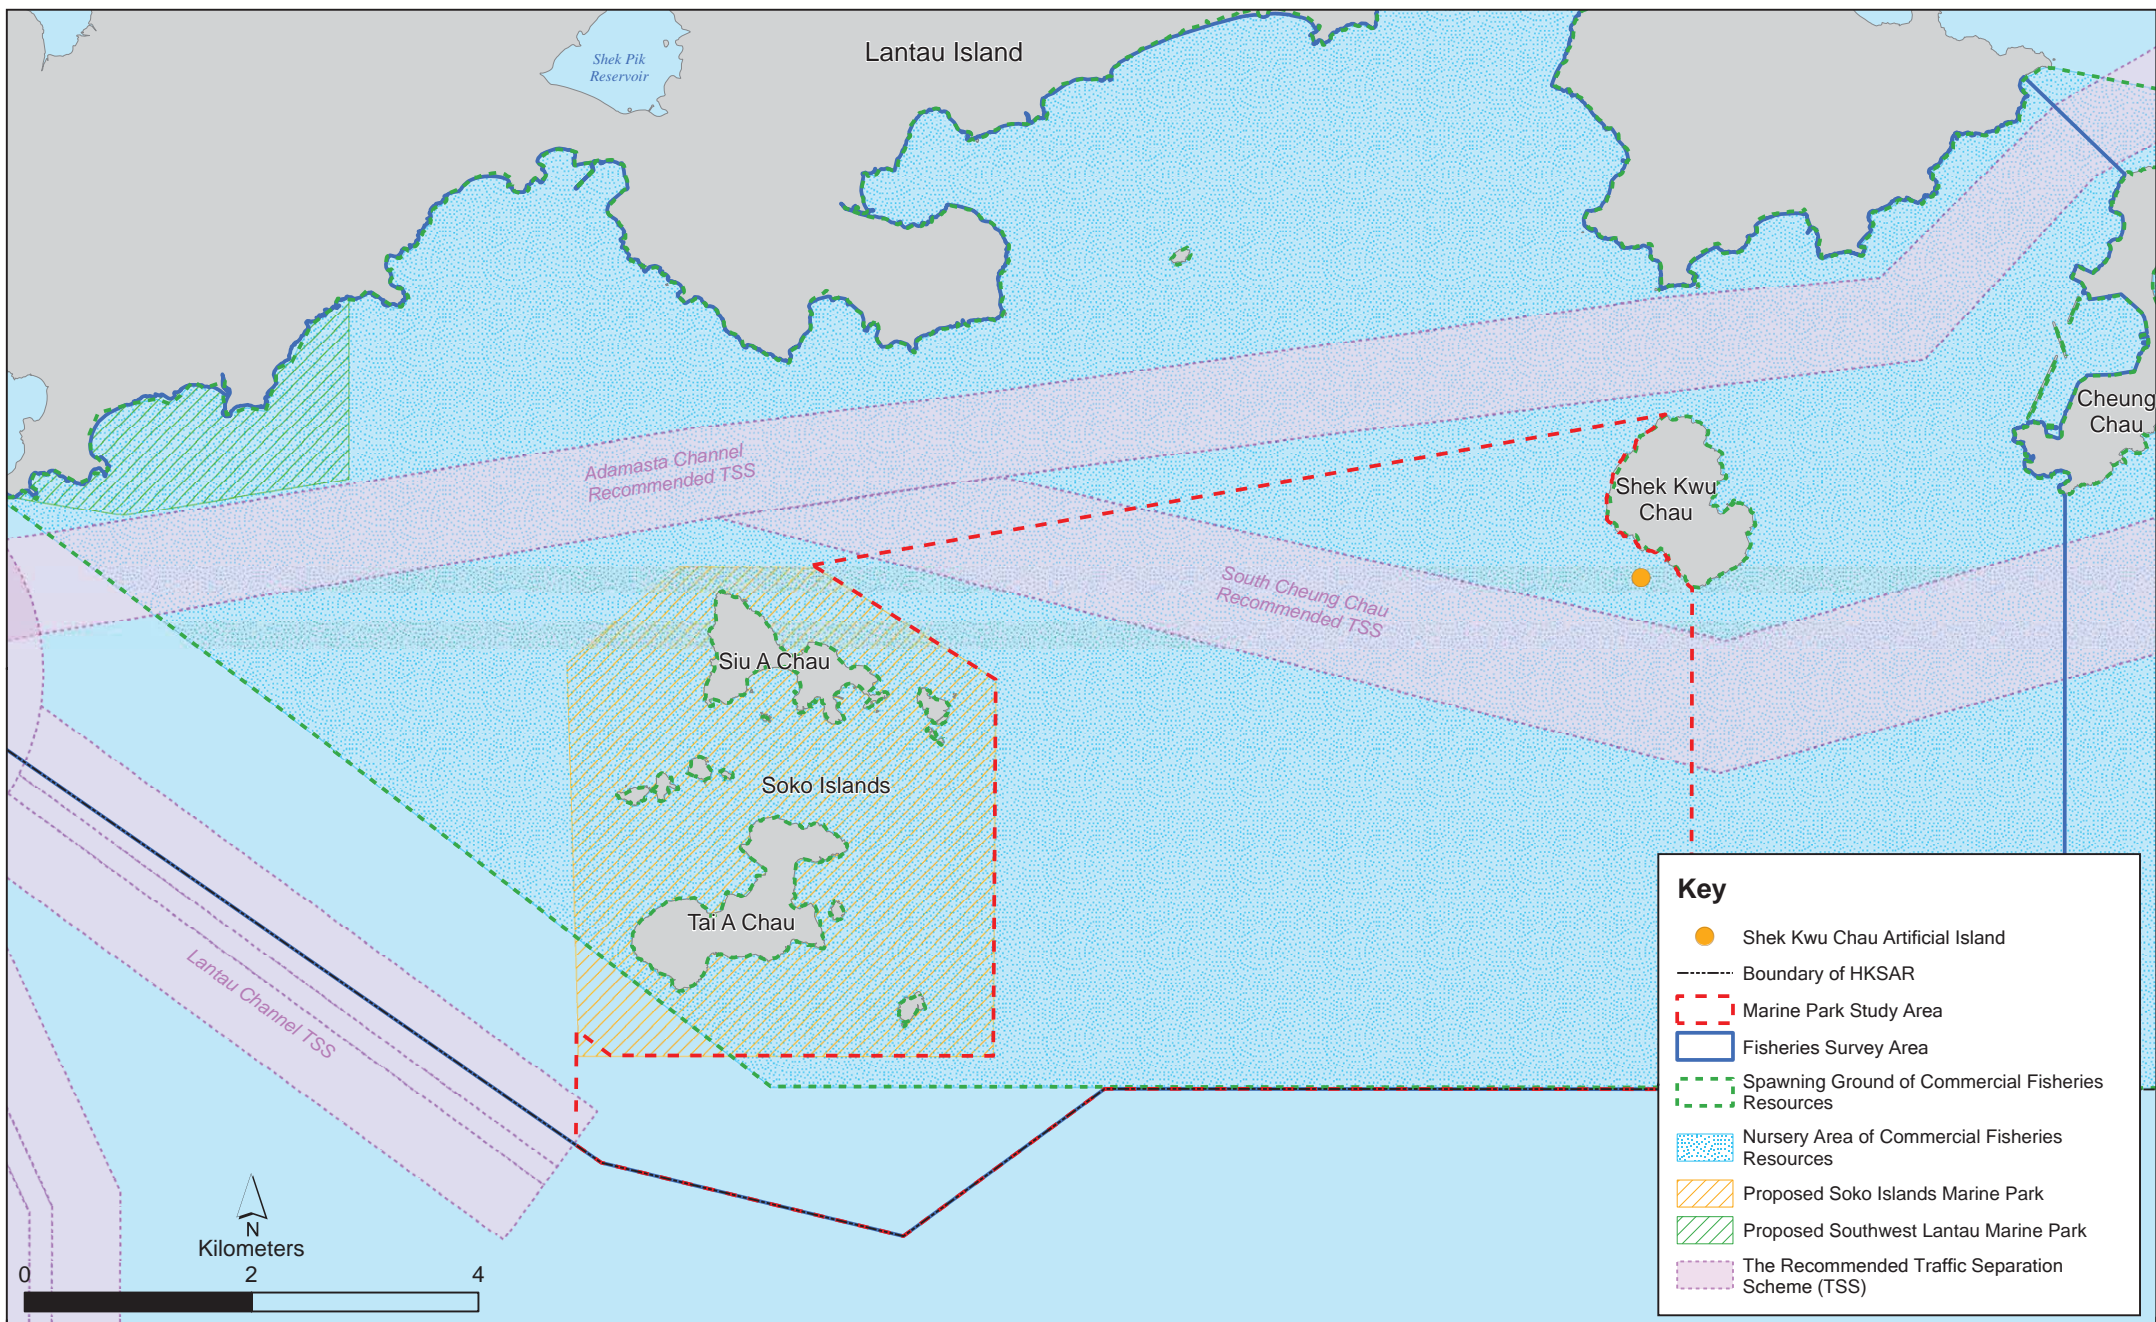 Shek Pik
Reservoir
Lantau Island
Cheung
Chau
Adamasta Channel
Recommended TSS
Shek Kwu
Chau
South Cheung Chau
Recommended TSS
Siu A Chau
Soko Islands
Tai A Chau
Lantau Channel TSS
N
Kilometers
0 2 4
Key
Shek Kwu Chau Artificial Island
Boundary of HKSAR
Marine Park Study Area
Fisheries Survey Area
Spawning Ground of Commercial Fisheries
Resources
Nursery Area of Commercial Fisheries
Resources
Proposed Soko Islands Marine Park
Proposed Southwest Lantau Marine Park
The Recommended Traffic Separation
Scheme (TSS)